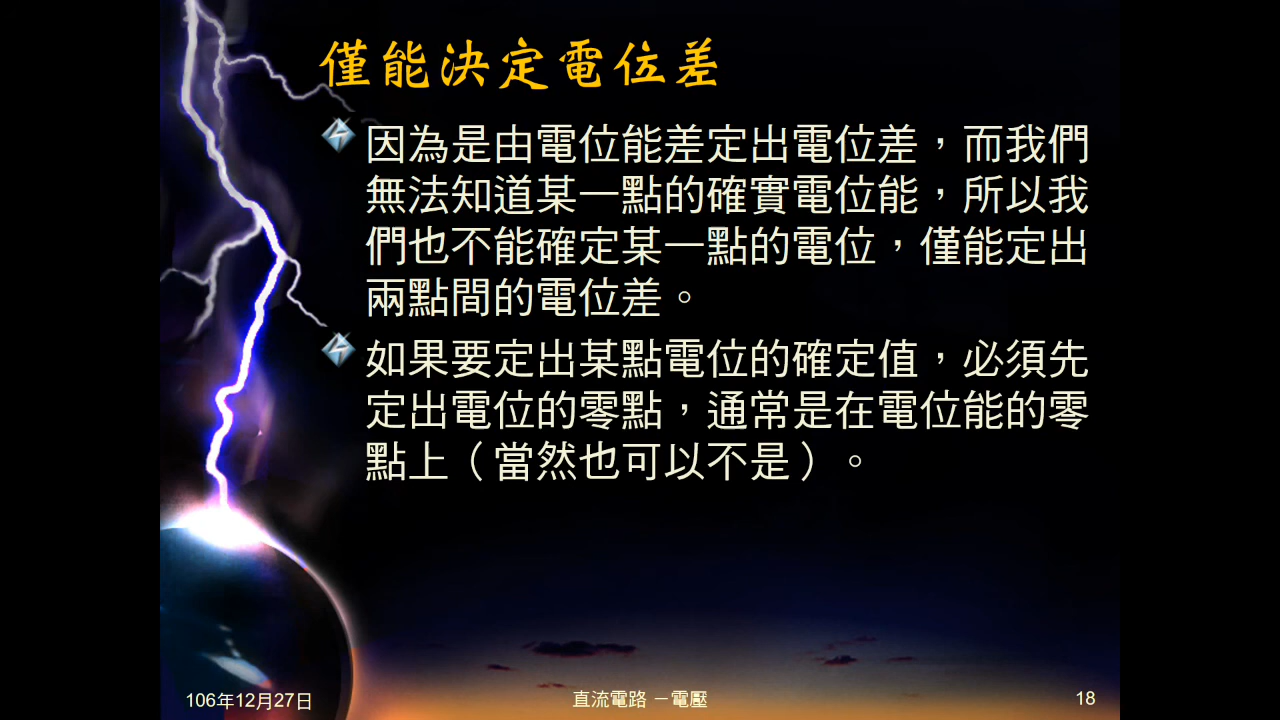 僅能決定電位差
因為是由電位能差定出電位差，而我們
無法知道某一點的確實電位能，所以我
們也不能確定某一點的電位，僅能定出
兩點間的電位差。
如果要定出某點電位的確定值，必須先
定出電位的零點，通常是在電位能的零
點上（當然也可以不是）。
106年12月27日
直流電路 －電壓
18